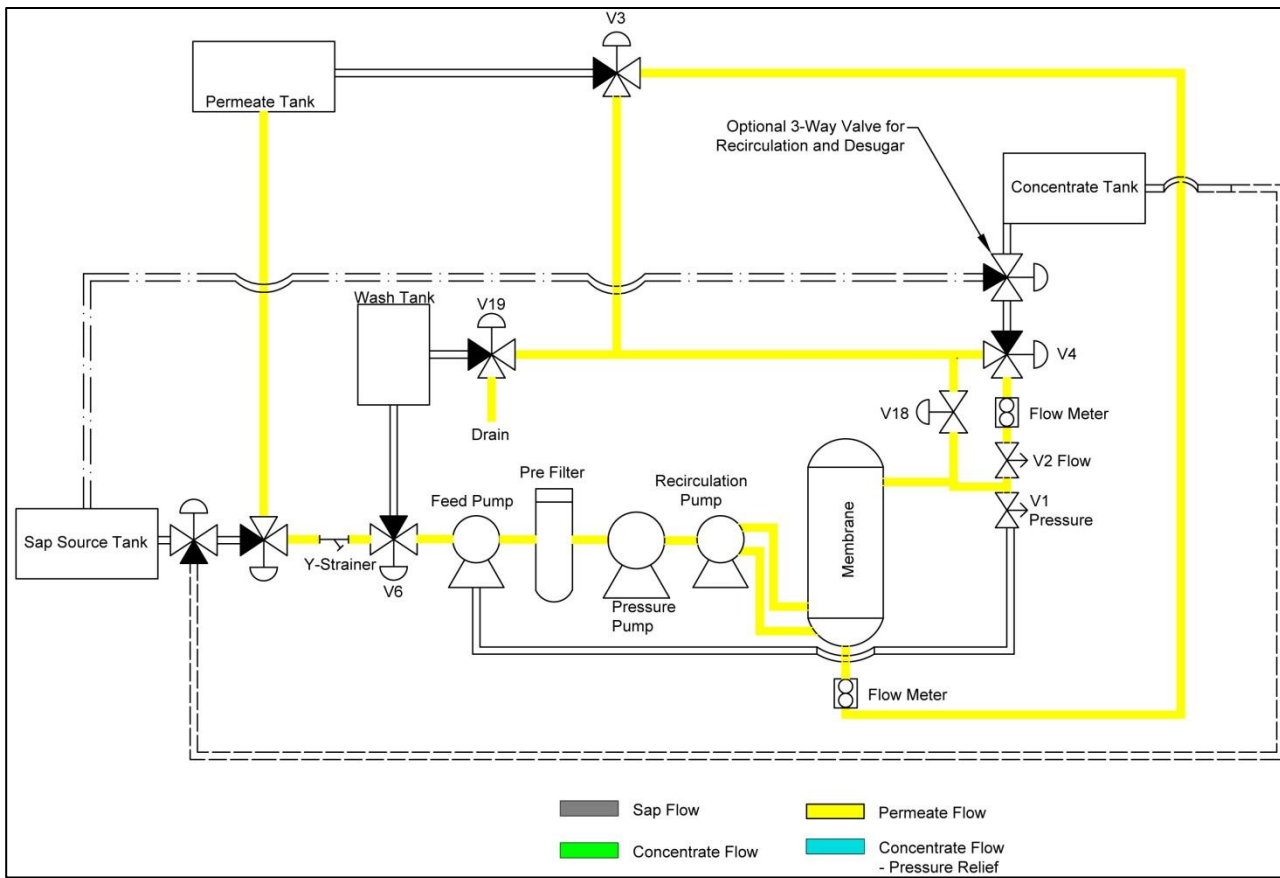 V3
Permeate Tank
Optional 3-Way Valve for
Recirculation and Desugar
Concentrate Tank
Wash Tank
V19
V4
V18
Flow Meter
Drain
V2 Flow
Pre Filter
Feed Pump
Recirculation
Pump
V1
Pressure
Membrane
Sap Source Tank
Y-Strainer
V6
Pressure
Pump
Flow Meter
Sap Flow
Permeate Flow
Concentrate Flow
Concentrate Flow
- Pressure Relief